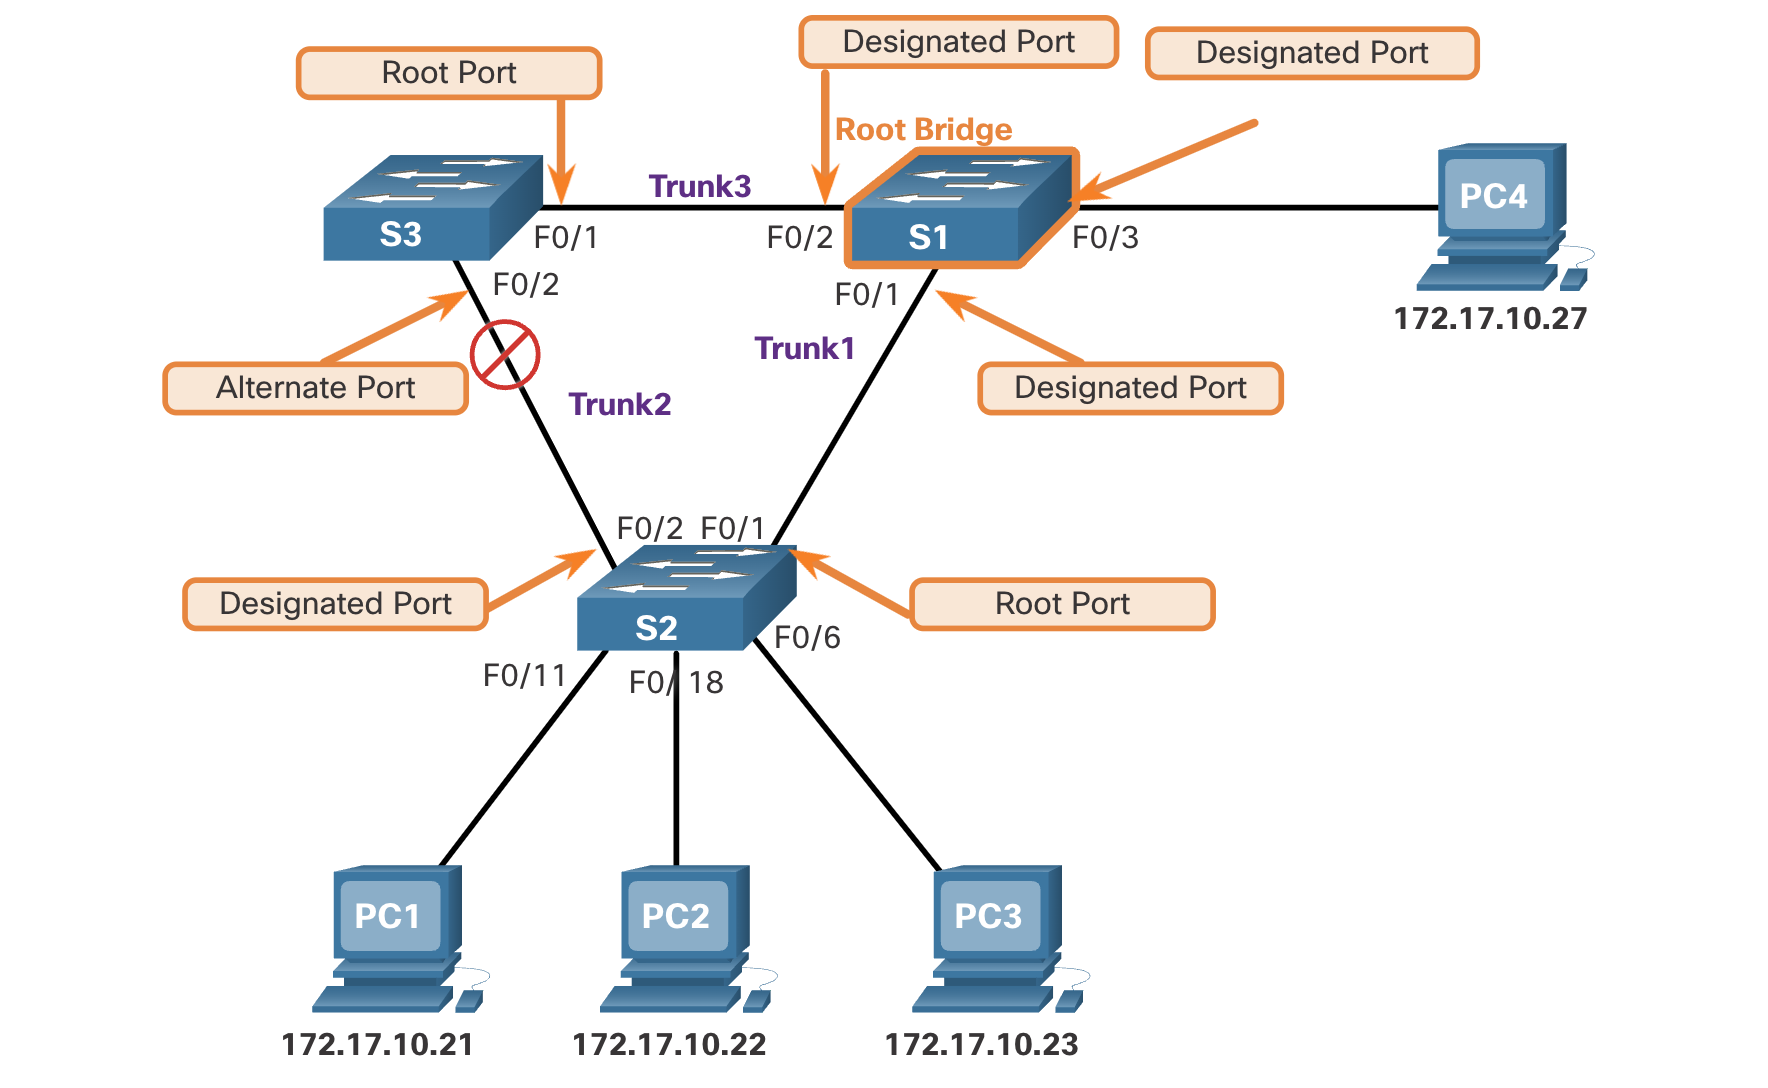 Designated Port
Designated Port
Root Port
Root Bridge
Trunk3
PC4
S3
S1
F0/1
F0/2
F0/3
F0/2
F0/1
172.17.10.27
Trunk1
Alternate Port
Designated Port
Trunk2
F0/2 F0/1
Designated Port
Root Port
S2
F0/6
F0/11
F0/ 18
PC1
PC2
PC3
172.17.10.21
172.17.10.22
172.17.10.23